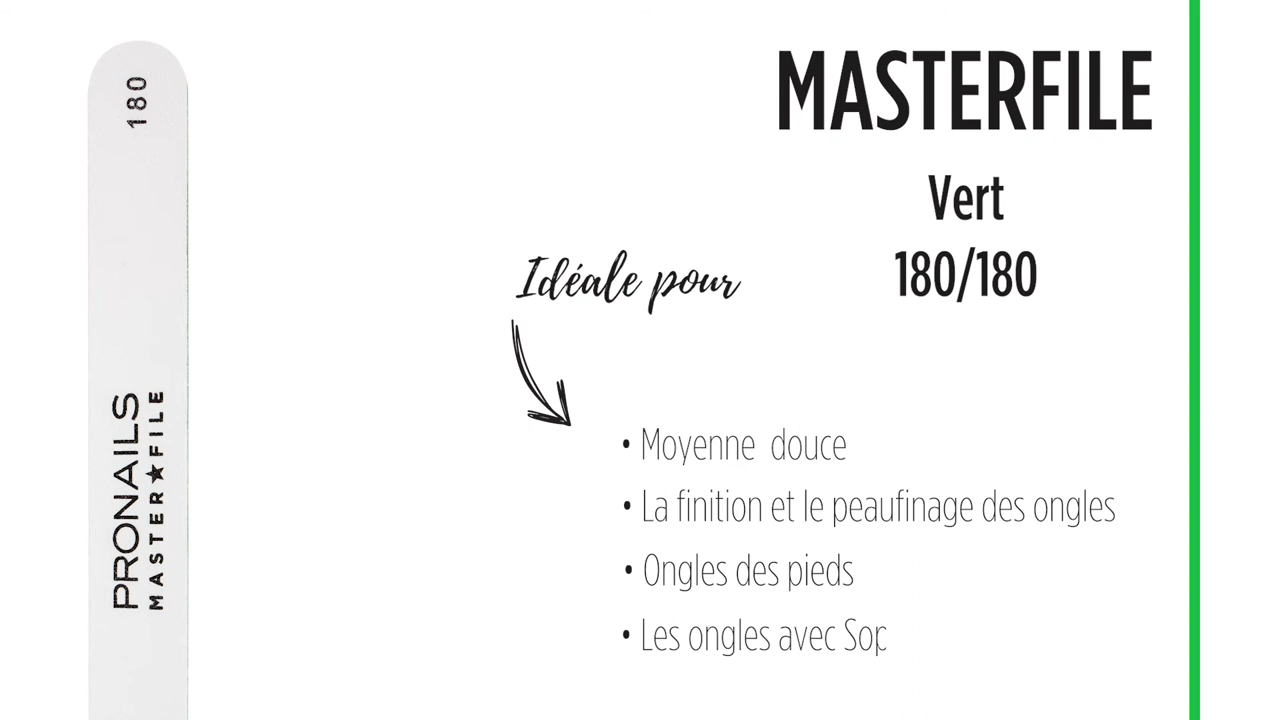 180
PRONAILS
MASTER★FILE
MASTERFILE
Vert
180/180
Idéale pour
• Moyenne douce
• La finition et le peaufinage des ongles
• Ongles des pieds
• Les ongles avec